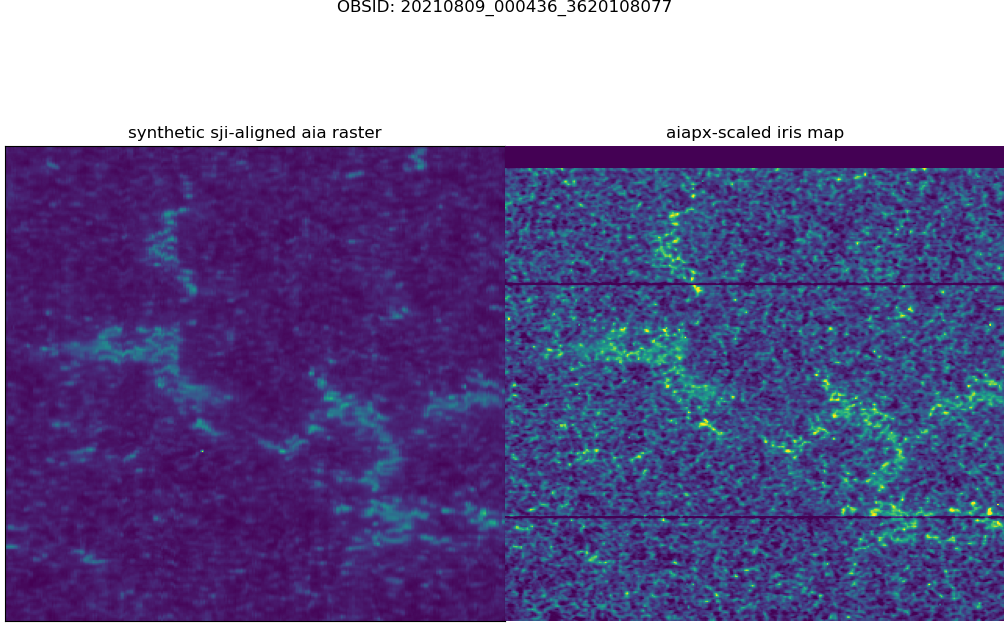 OBSID: 20210809_000436_3620108077
synthetic sji-aligned aia raster
aiapx-scaled iris map